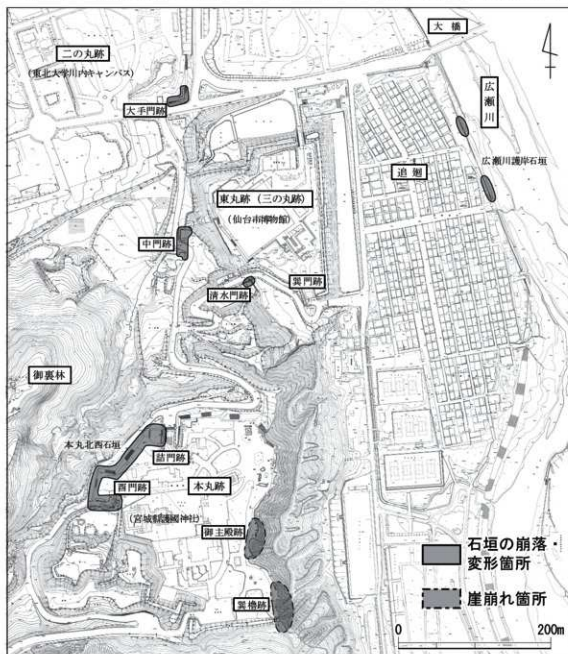 大橋
二の丸跡
(東北大学川内キャンパス)
大手門跡
広瀬川
広瀬川護岸石垣
追廻
東丸跡(三の丸跡)
(仙台市博物館)
中門跡
巽門跡
清水門跡
御裏林
本丸北西石垣
詰門跡
酉門跡
本丸跡
(宮城縣護國神社)
御主殿跡
巽櫓跡
石垣の崩落・
変形箇所
崖崩れ箇所
0 200m